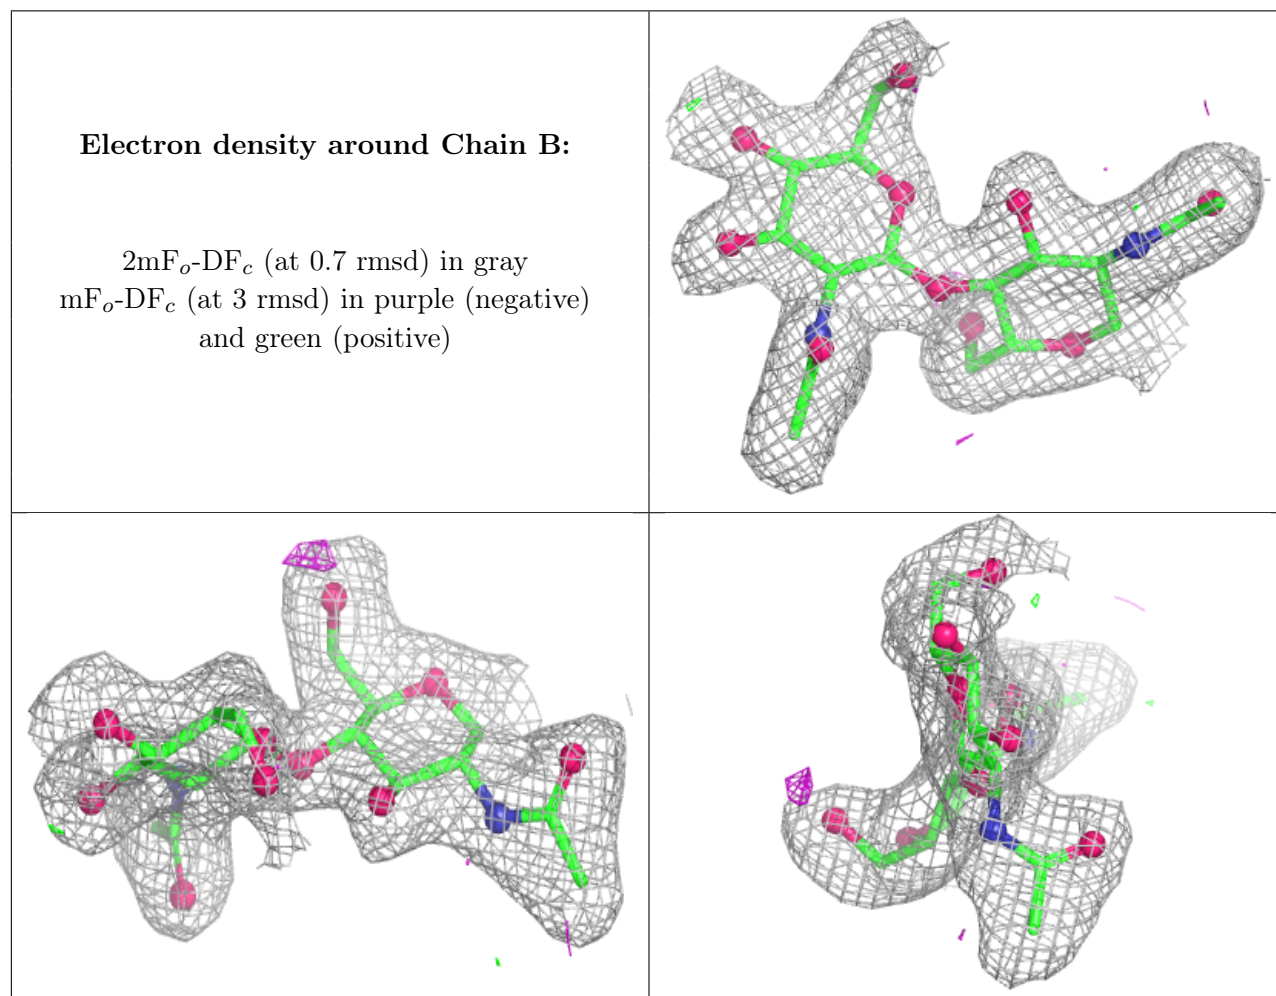 Electron density around Chain B:
2mFo-DFc (at 0.7 rmsd) in gray
mFo-DFc (at 3 rmsd) in purple (negative)
and green (positive)